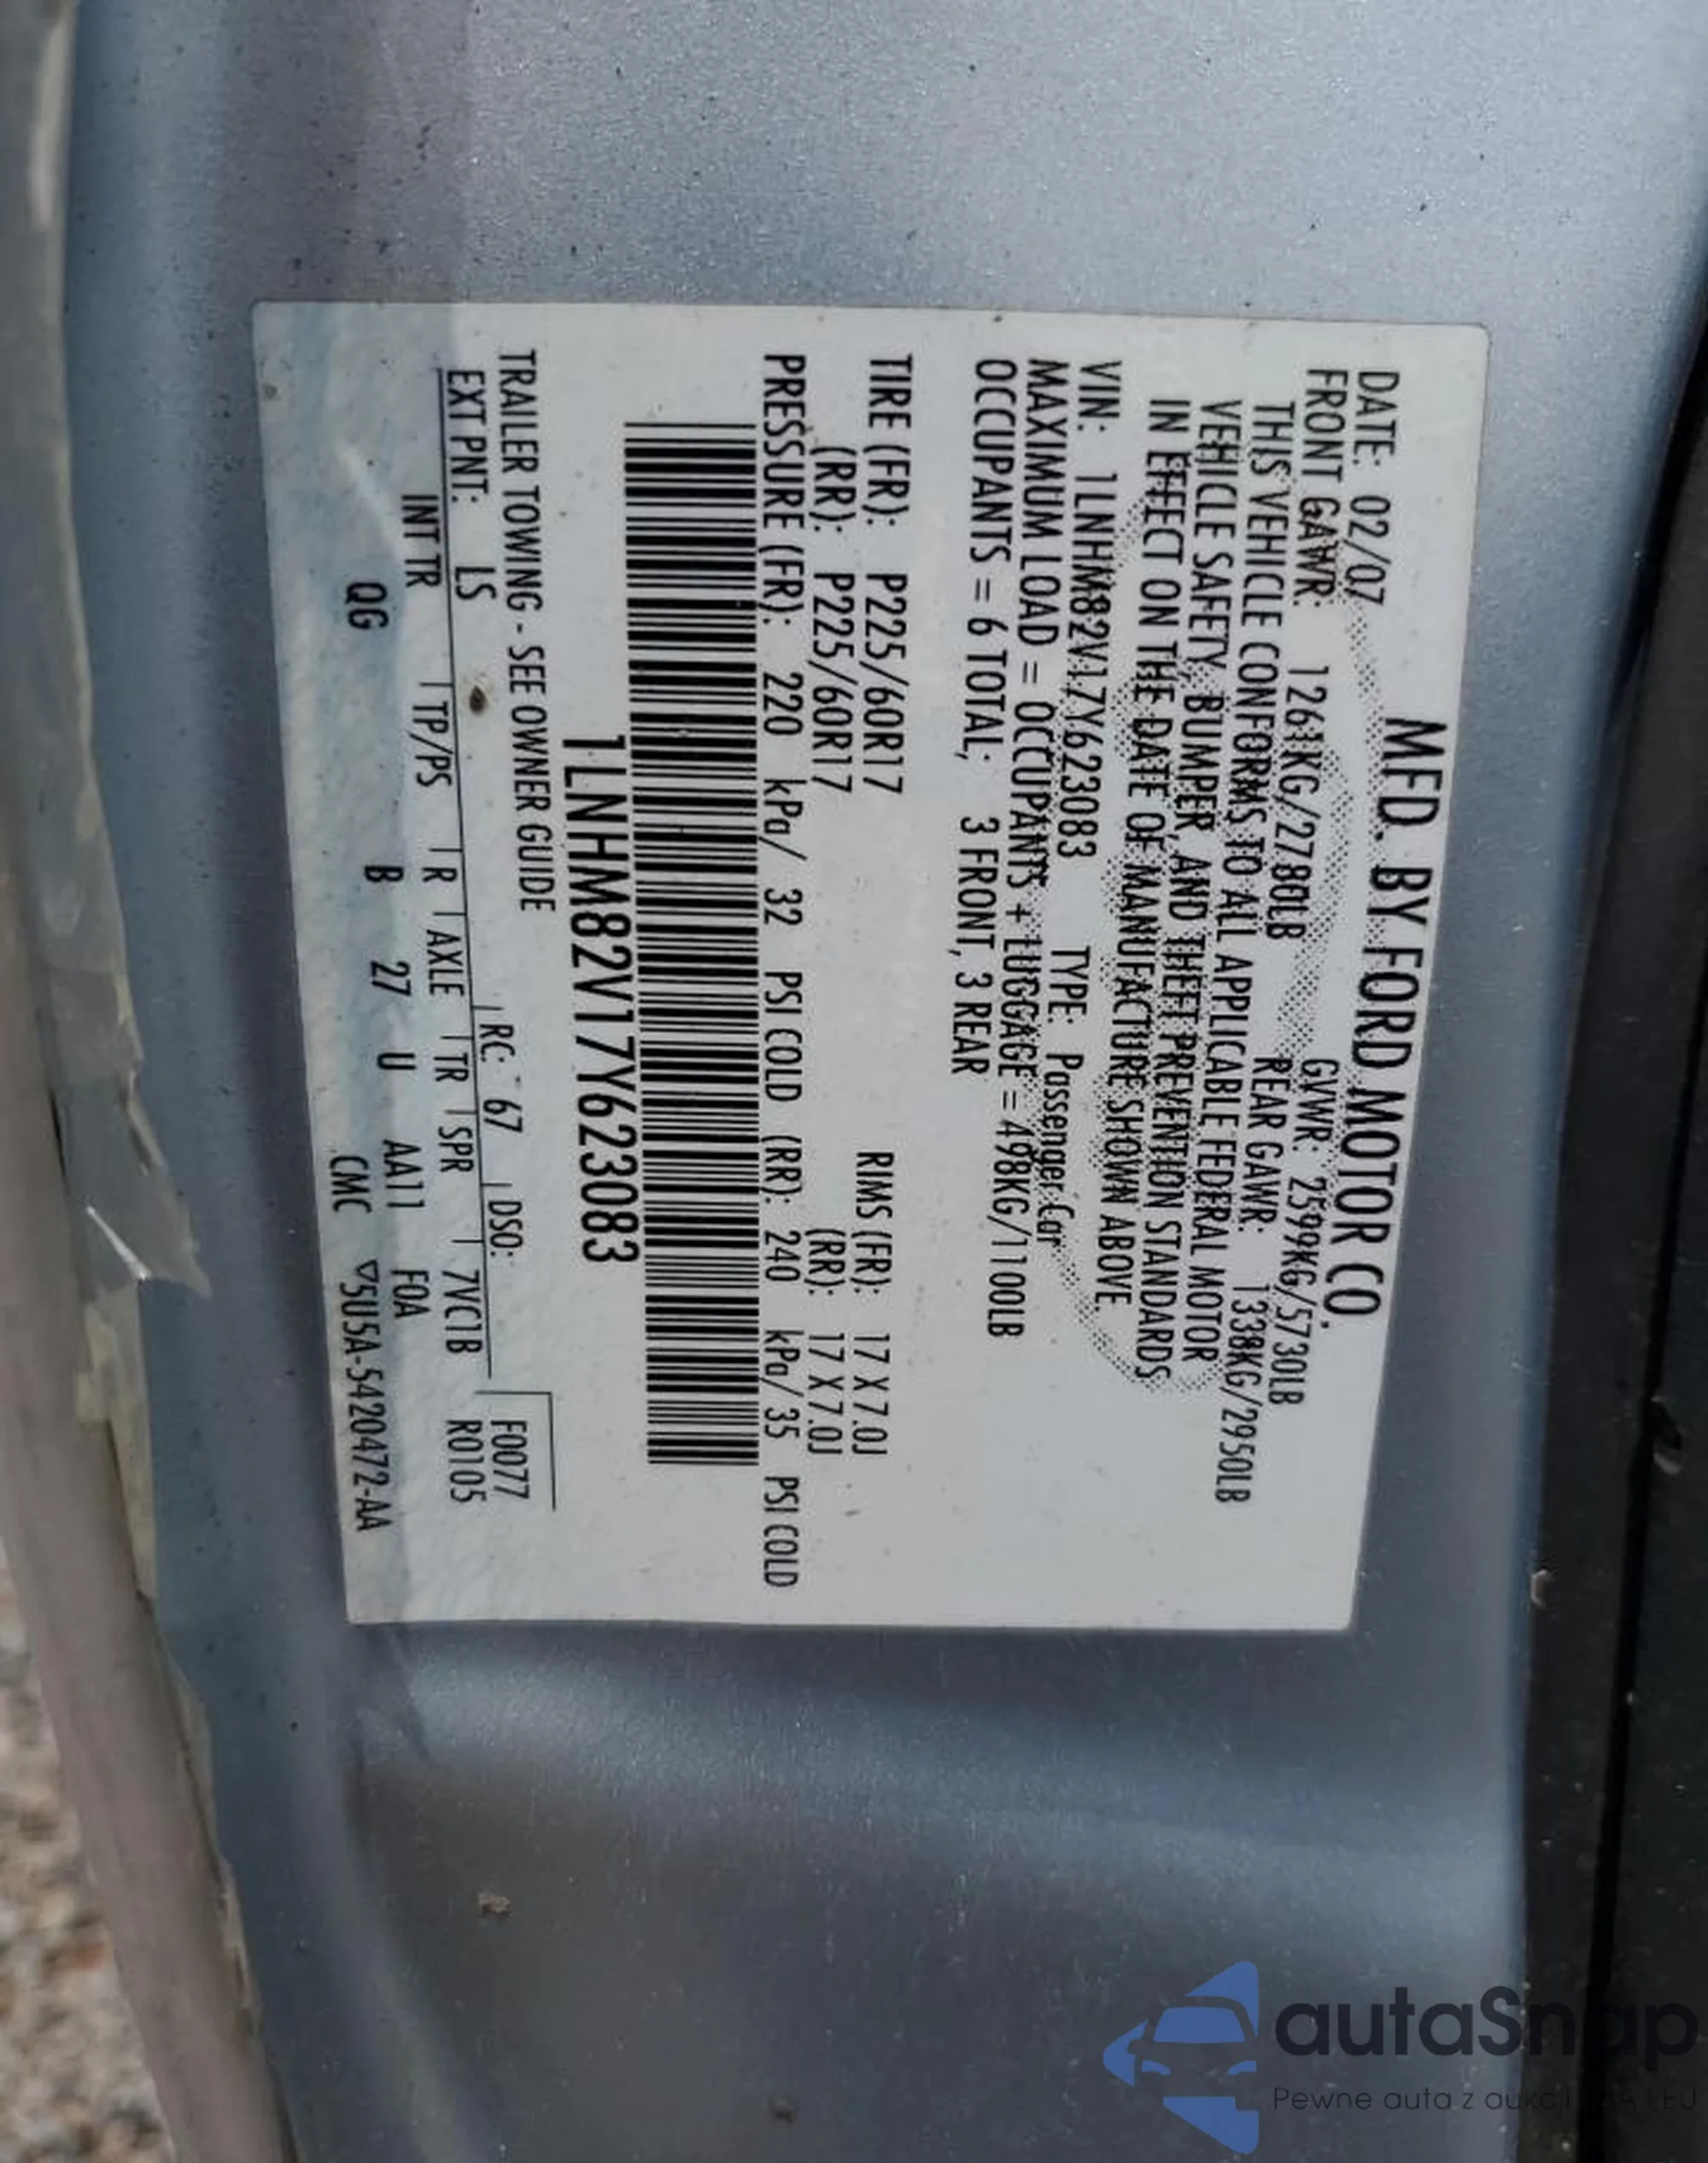 MFD. BY FORD MOTOR CO.
DATE: 02/07 GVWR: 2599KG/5730LB
FRONT GAWR: 1261KG/2780LB REAR GAWR: 1338KG/2950LB
THIS VEHICLE CONFORMS TO ALL APPLICABLE FEDERAL MOTOR
VEHICLE SAFETY, BUMPER, AND THEFT PREVENTION STANDARDS
IN EFFECT ON THE DATE OF MANUFACTURE SHOWN ABOVE.
VIN: 1LNHM82V17Y623083 TYPE: Passenger Car
MAXIMUM LOAD = OCCUPANTS + LUGGAGE = 498KG/1100LB
OCCUPANTS = 6 TOTAL; 3 FRONT, 3 REAR
TIRE (FR): P225/60R17 RIMS (FR): 17 X 7.0J
(RR): P225/60R17 (RR): 17 X 7.0J
PRESSURE (FR): 220 kPa/ 32 PSI COLD (RR): 240 kPa/ 35 PSI COLD
1LNHM82V17Y623083
TRAILER TOWING - SEE OWNER GUIDE
F0077
EXT PNT: LS RC: 67 DSO:
R0105
INT TR TP/PS R AXLE TR SPR 7VC1B
QG B 27 U AA11 F0A
CMC ▽5U5A-5420472-AA
autaSnap
Pewne auta z aukcji